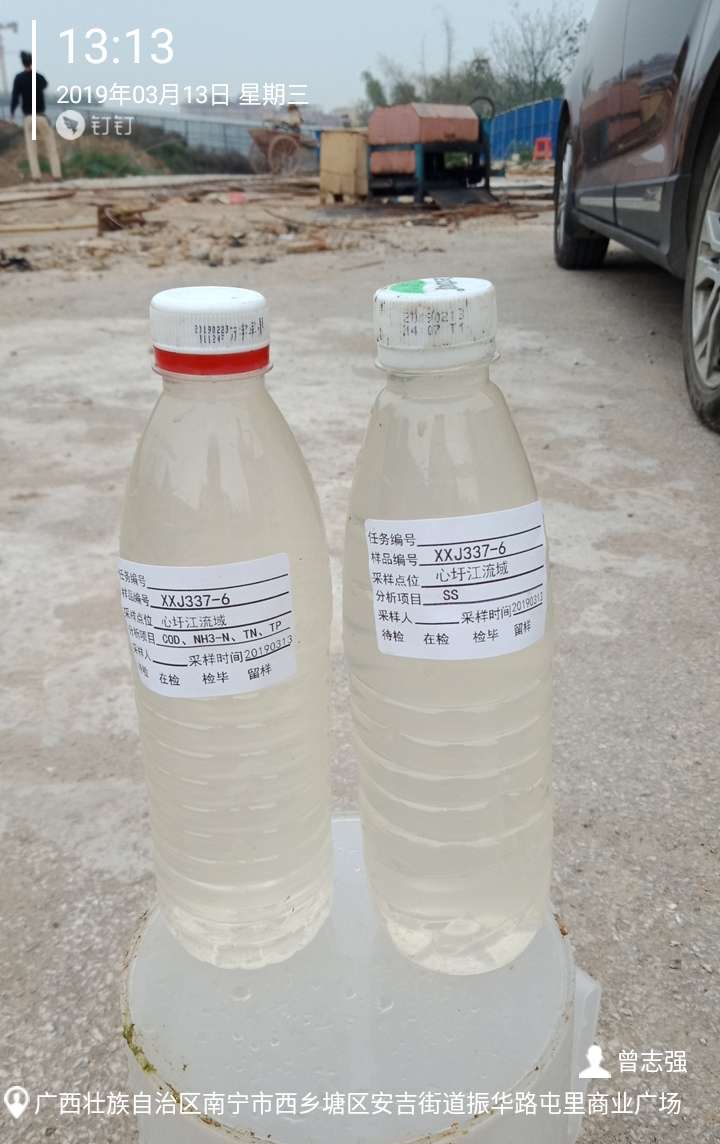 13:13
2019年03月13日 星期三
钉钉
任务编号
样品编号 XXJ337-6
采样点位 心圩江流域
分析项目 COD、NH3-N、TN、TP
采样人 采样时间20190313
待检 在检 检毕 留样
任务编号
样品编号 XXJ337-6
采样点位 心圩江流域
分析项目 SS
采样人 采样时间20190313
待检 在检 检毕 留样
曾志强
广西壮族自治区南宁市西乡塘区安吉街道振华路屯里商业广场